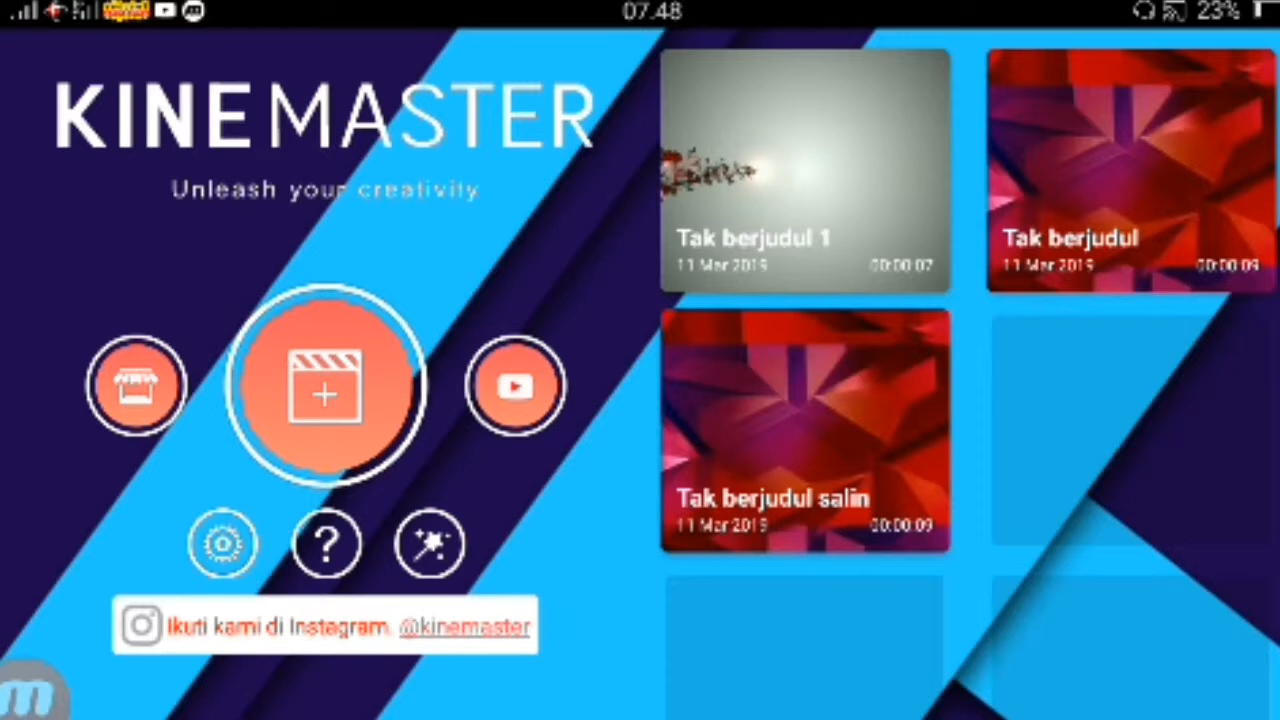 07.48
23%
KINEMASTER
Unleash your creativity
Tak berjudul 1
11 Mar 2019 00:00:07
Tak berjudul
11 Mar 2019 00:00:09
Tak berjudul salin
11 Mar 2019 00:00:09
Ikuti kami di Instagram. @kinemaster
m